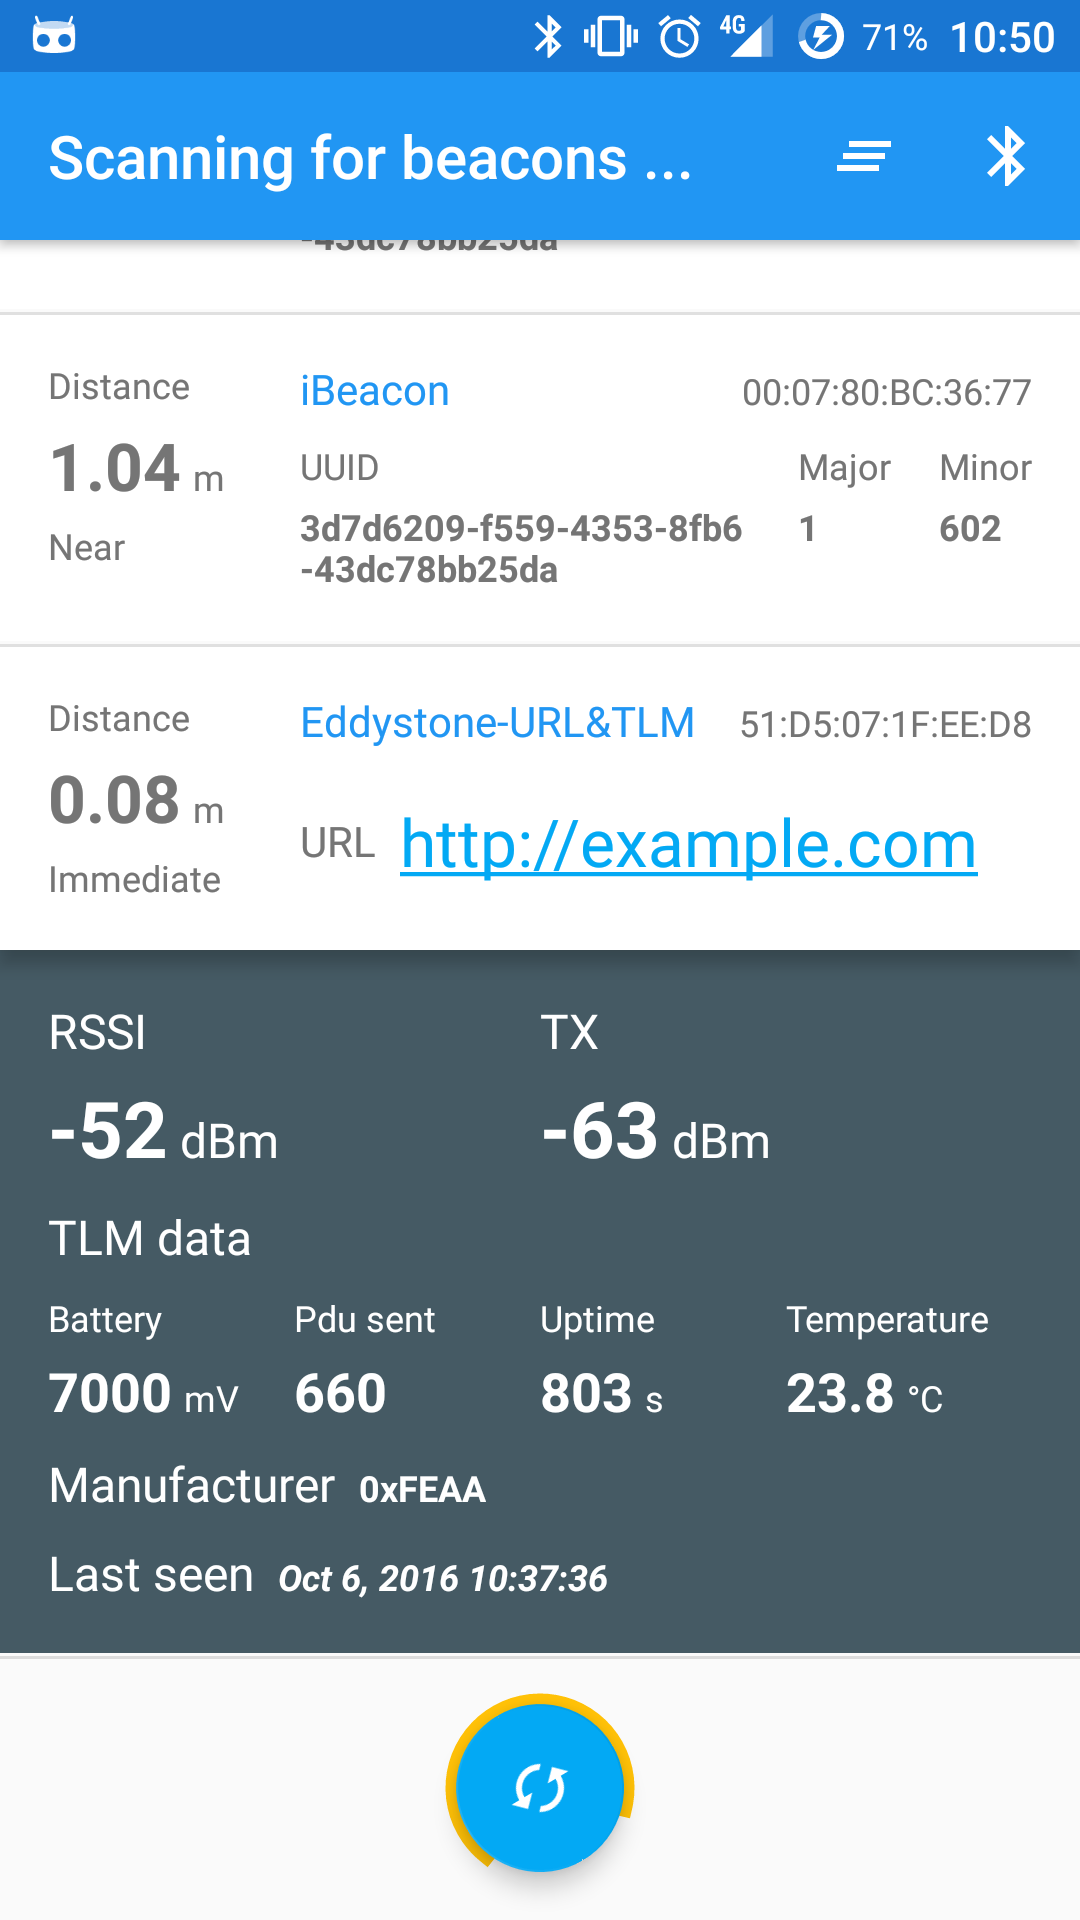 4G 71% 10:50
Scanning for beacons ...
-43dc78bb25da
Distance iBeacon 00:07:80:BC:36:77
1.04 m UUID Major Minor
Near 3d7d6209-f559-4353-8fb6 1 602
-43dc78bb25da
Distance Eddystone-URL&TLM 51:D5:07:1F:EE:D8
0.08 m URL http://example.com
Immediate
RSSI TX
-52 dBm -63 dBm
TLM data
Battery Pdu sent Uptime Temperature
7000 mV 660 803 s 23.8 °C
Manufacturer 0xFEAA
Last seen Oct 6, 2016 10:37:36